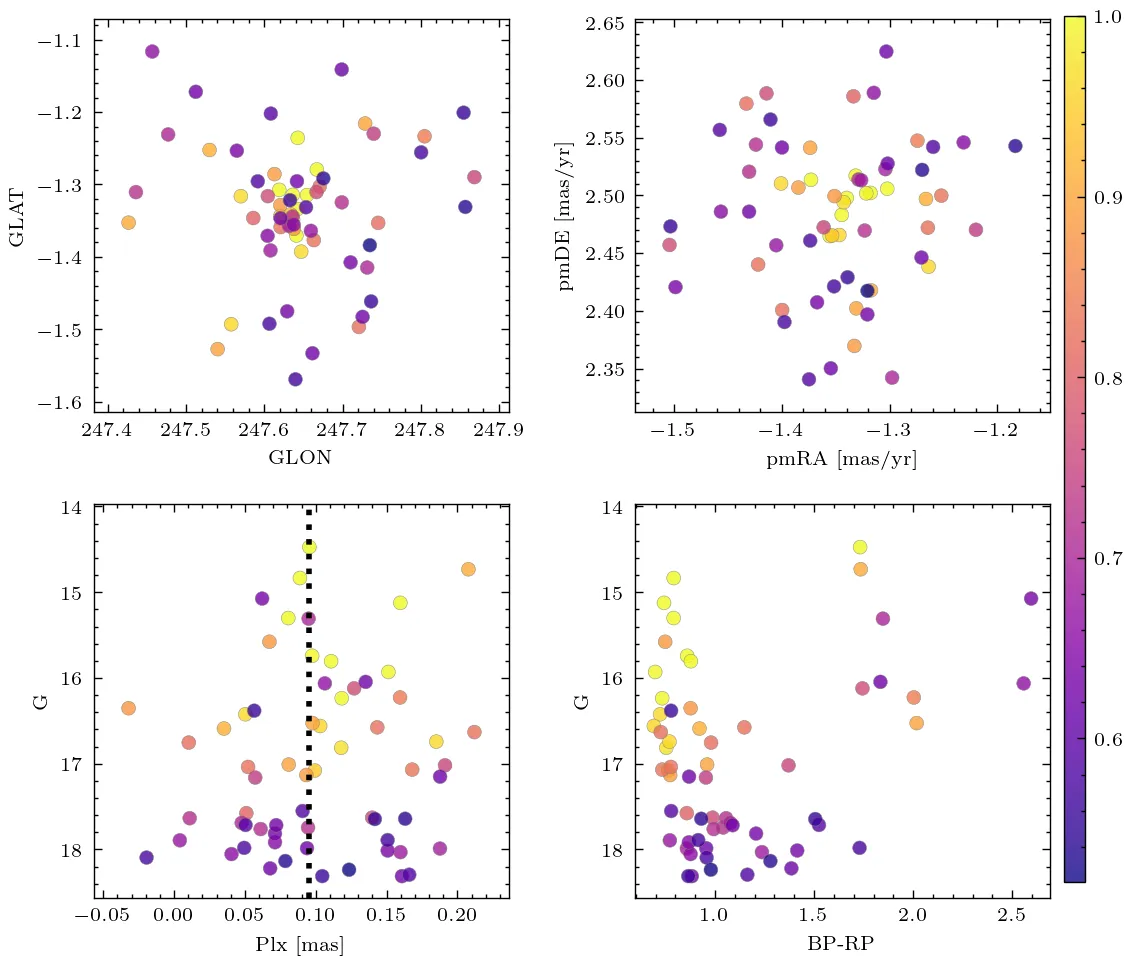 −1.1
−1.2
−1.3
−1.4
−1.5
−1.6
GLAT
247.4 247.5 247.6 247.7 247.8 247.9
GLON
2.65
2.60
2.55
2.50
2.45
2.40
2.35
pmDE [mas/yr]
−1.5 −1.4 −1.3 −1.2
pmRA [mas/yr]
14
15
16
17
18
G
−0.05 0.00 0.05 0.10 0.15 0.20
Plx [mas]
14
15
16
17
18
G
1.0 1.5 2.0 2.5
BP-RP
1.0
0.9
0.8
0.7
0.6